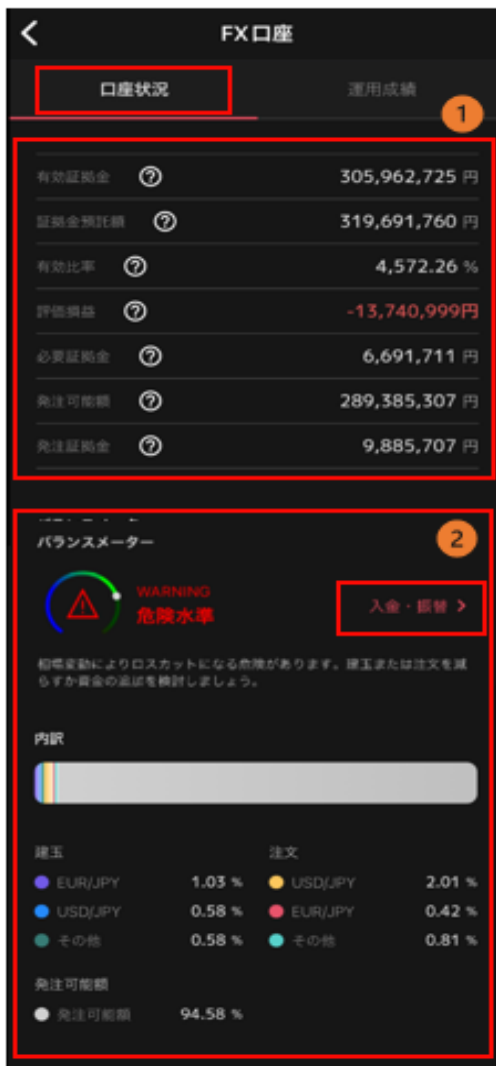 FX口座
口座状況 運用成績
1
有効証拠金 ? 305,962,725 円
証拠金預託額 ? 319,691,760 円
有効比率 ? 4,572.26 %
評価損益 ? -13,740,999円
必要証拠金 ? 6,691,711 円
発注可能額 ? 289,385,307 円
発注証拠金 ? 9,885,707 円
2
バランスメーター
WARNING
危険水準
入金・振替 >
相場変動によりロスカットになる危険があります。建玉または注文を減
らすか資金の追加を検討しましょう。
内訳
建玉 注文
EUR/JPY 1.03 % USD/JPY 2.01 %
USD/JPY 0.58 % EUR/JPY 0.42 %
その他 0.58 % その他 0.81 %
発注可能額
発注可能額 94.58 %